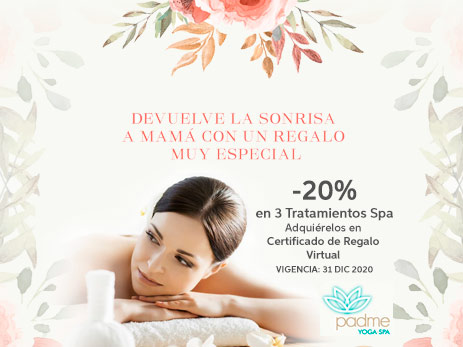 DEVUELVE LA SONRISA
A MAMÁ CON UN REGALO
MUY ESPECIAL
-20%
en 3 Tratamientos Spa
Adquiérelos en
Certificado de Regalo
Virtual
VIGENCIA: 31 DIC 2020
padme
YOGA SPA